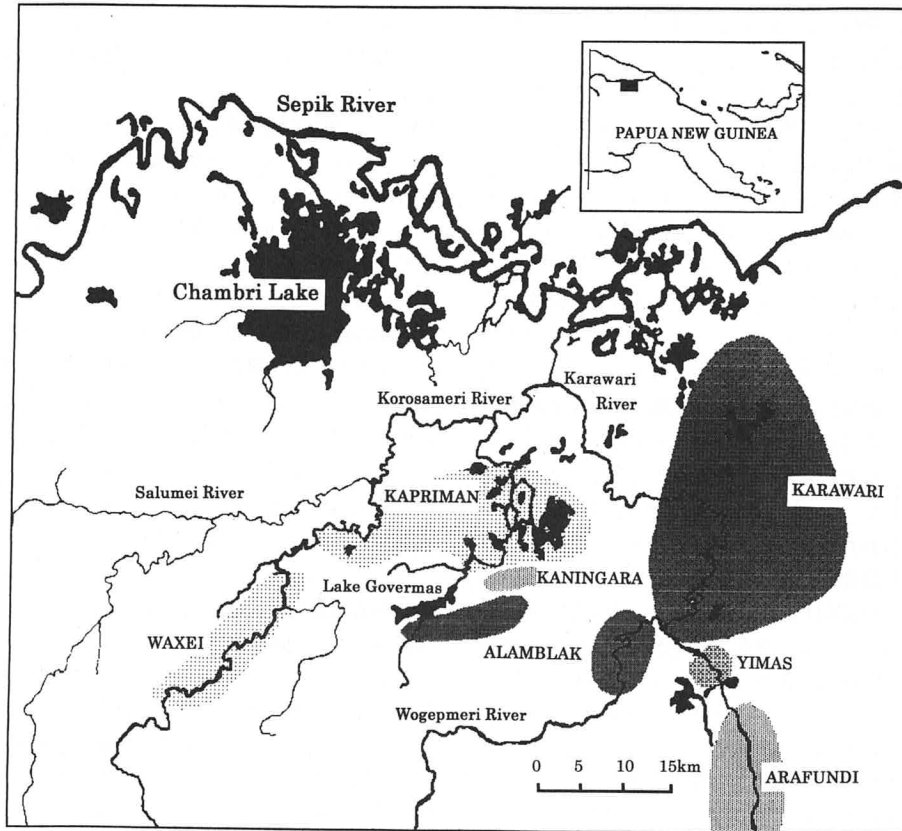 Sepik River
PAPUA NEW GUINEA
Chambri Lake
Korosameri River
Karawari
River
Salumei River
KAPRIMAN
KARAWARI
Lake Govermas
KANINGARA
WAXEI
ALAMBLAK
YIMAS
Wogepmeri River
0 5 10 15km
ARAFUNDI